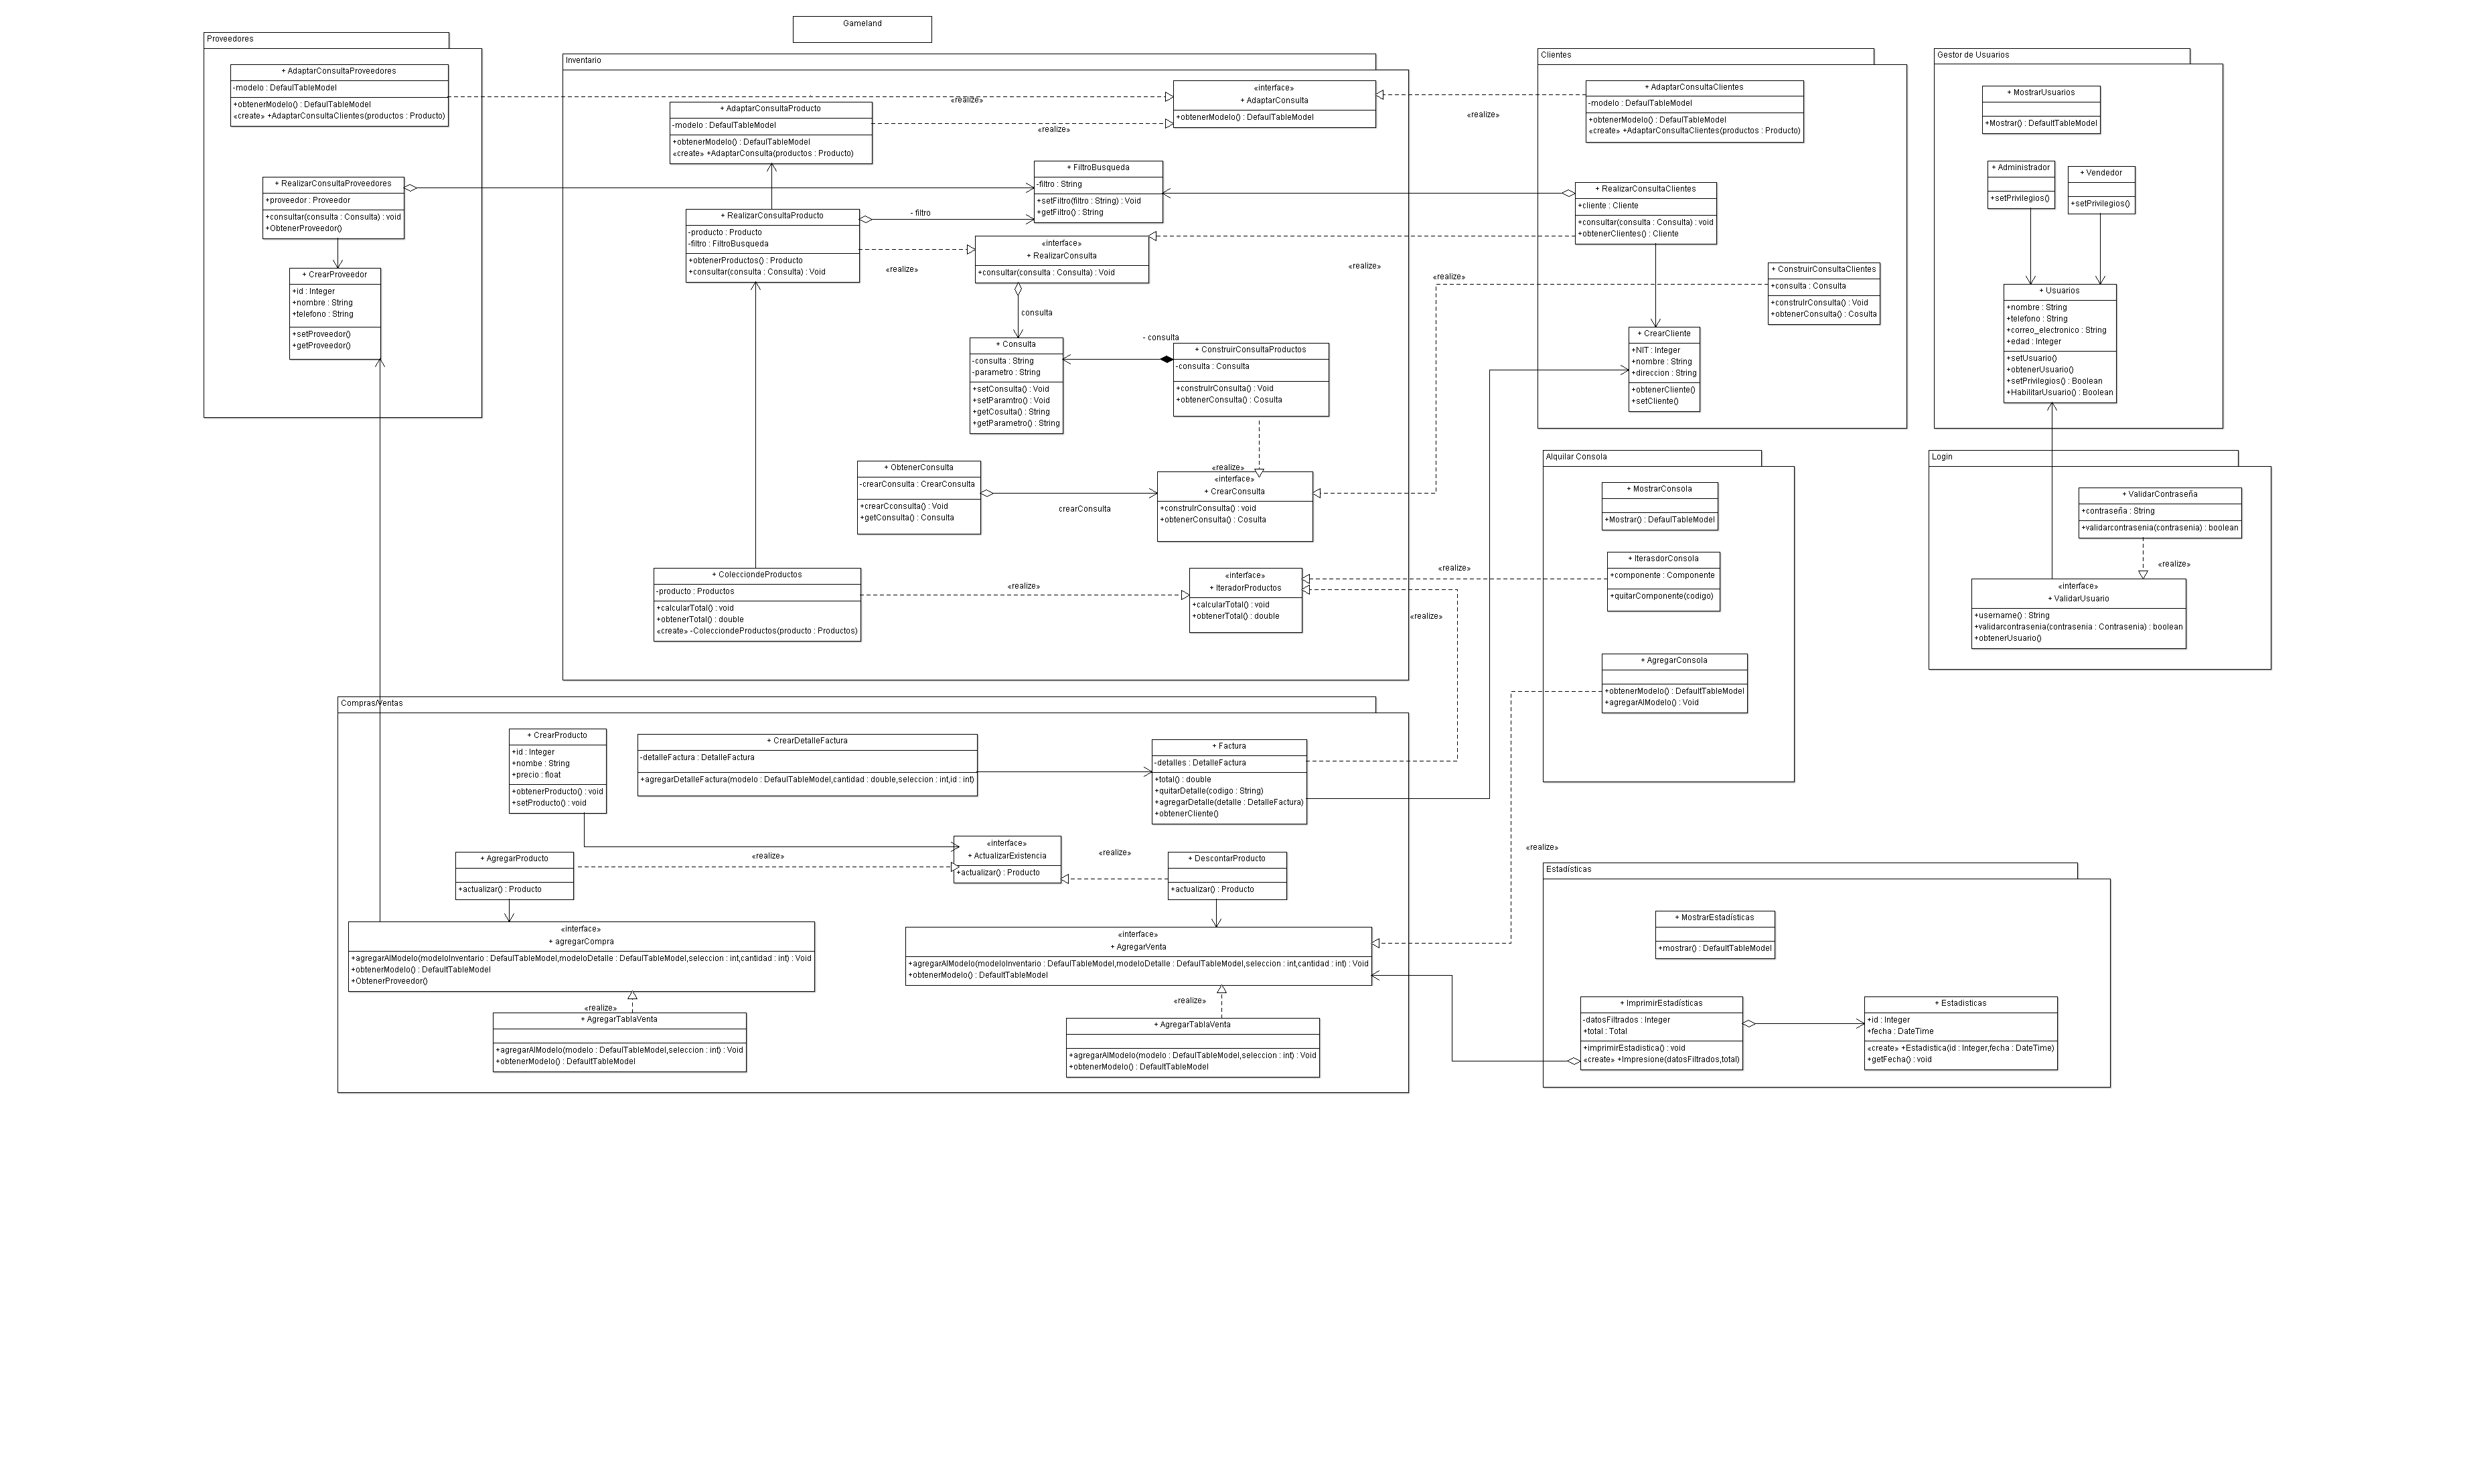 Gameland
Proveedores
+ AdaptarConsultaProveedores
-modelo : DefaulTableModel
+obtenerModelo() : DefaulTableModel
«create» +AdaptarConsultaClientes(productos : Producto)
+ RealizarConsultaProveedores
+proveedor : Proveedor
+consultar(consulta : Consulta) : void
+ObtenerProveedor()
+ CrearProveedor
+id : Integer
+nombre : String
+telefono : String
+setProveedor()
+getProveedor()
Inventario
+ AdaptarConsultaProducto
-modelo : DefaulTableModel
+obtenerModelo() : DefaulTableModel
«create» +AdaptarConsulta(productos : Producto)
«realize»
«realize»
«interface»
+ AdaptarConsulta
+obtenerModelo() : DefaulTableModel
+ FiltroBusqueda
-filtro : String
+setFiltro(filtro : String) : Void
+getFiltro() : String
+ RealizarConsultaProducto
-producto : Producto
-filtro : FiltroBusqueda
+obtenerProductos() : Producto
+consultar(consulta : Consulta) : Void
- filtro
«realize»
«interface»
+ RealizarConsulta
+consultar(consulta : Consulta) : Void
consulta
+ Consulta
-consulta : String
-parametro : String
+setConsulta() : Void
+setParamtro() : Void
+getCosulta() : String
+getParametro() : String
- consulta
+ ConstruirConsultaProductos
-consulta : Consulta
+construIrConsulta() : Void
+obtenerConsulta() : Cosulta
+ ObtenerConsulta
-crearConsulta : CrearConsulta
+crearCconsulta() : Void
+getConsulta() : Consulta
crearConsulta
«realize»
«interface»
+ CrearConsulta
+construIrConsulta() : void
+obtenerConsulta() : Cosulta
+ ColecciondeProductos
-producto : Productos
+calcularTotal() : void
+obtenerTotal() : double
«create» -ColecciondeProductos(producto : Productos)
«realize»
«interface»
+ IteradorProductos
+calcularTotal() : void
+obtenerTotal() : double
Clientes
+ AdaptarConsultaClientes
-modelo : DefaulTableModel
+obtenerModelo() : DefaulTableModel
«create» +AdaptarConsultaClientes(productos : Producto)
«realize»
+ RealizarConsultaClientes
+cliente : Cliente
+consultar(consulta : Consulta) : void
+obtenerClientes() : Cliente
«realize»
«realize»
+ ConstruirConsultaClientes
+consulta : Consulta
+construIrConsulta() : Void
+obtenerConsulta() : Cosulta
+ CrearCliente
+NIT : Integer
+nombre : String
+direccion : String
+obtenerCliente()
+setCliente()
Gestor de Usuarios
+ MostrarUsuarios
+Mostrar() : DefaultTableModel
+ Administrador
+setPrivilegios()
+ Vendedor
+setPrivilegios()
+ Usuarios
+nombre : String
+telefono : String
+correo_electronico : String
+edad : Integer
+setUsuario()
+obtenerUsuario()
+setPrivilegios() : Boolean
+HabilitarUsuario() : Boolean
Alquilar Consola
+ MostrarConsola
+Mostrar() : DefaulTableModel
+ IterasdorConsola
+componente : Componente
+quitarComponente(codigo)
«realize»
«realize»
+ AgregarConsola
+obtenerModelo() : DefaultTableModel
+agregarAlModelo() : Void
Login
+ ValidarContraseña
+contraseña : String
+validarcontrasenia(contrasenia) : boolean
«realize»
«interface»
+ ValidarUsuario
+username() : String
+validarcontrasenia(contrasenia : Contrasenia) : boolean
+obtenerUsuario()
Compras/Ventas
+ CrearProducto
+id : Integer
+nombe : String
+precio : float
+obtenerProducto() : void
+setProducto() : void
+ CrearDetalleFactura
-detalleFactura : DetalleFactura
+agregarDetalleFactura(modelo : DefaulTableModel,cantidad : double,seleccion : int,id : int)
+ Factura
-detalles : DetalleFactura
+total() : double
+quitarDetalle(codigo : String)
+agregarDetalle(detalle : DetalleFactura)
+obtenerCliente()
+ AgregarProducto
+actualizar() : Producto
«realize»
«interface»
+ ActualizarExistencia
+actualizar() : Producto
«realize»
+ DescontarProducto
+actualizar() : Producto
«interface»
+ agregarCompra
+agregarAlModelo(modeloInventario : DefaulTableModel,modeloDetalle : DefaulTableModel,seleccion : int,cantidad : int) : Void
+obtenerModelo() : DefaultTableModel
+ObtenerProveedor()
«realize»
+ AgregarTablaVenta
+agregarAlModelo(modelo : DefaulTableModel,seleccion : int) : Void
+obtenerModelo() : DefaultTableModel
«interface»
+ AgregarVenta
+agregarAlModelo(modeloInventario : DefaulTableModel,modeloDetalle : DefaulTableModel,seleccion : int,cantidad : int) : Void
+obtenerModelo() : DefaultTableModel
«realize»
+ AgregarTablaVenta
+agregarAlModelo(modelo : DefaulTableModel,seleccion : int) : Void
+obtenerModelo() : DefaultTableModel
«realize»
Estadísticas
+ MostrarEstadísticas
+mostrar() : DefaultTableModel
+ ImprimirEstadísticas
-datosFiltrados : Integer
+total : Total
+imprimirEstadistica() : void
«create» +Impresione(datosFiltrados,total)
+ Estadisticas
+id : Integer
+fecha : DateTime
«create» +Estadistica(id : Integer,fecha : DateTime)
+getFecha() : void